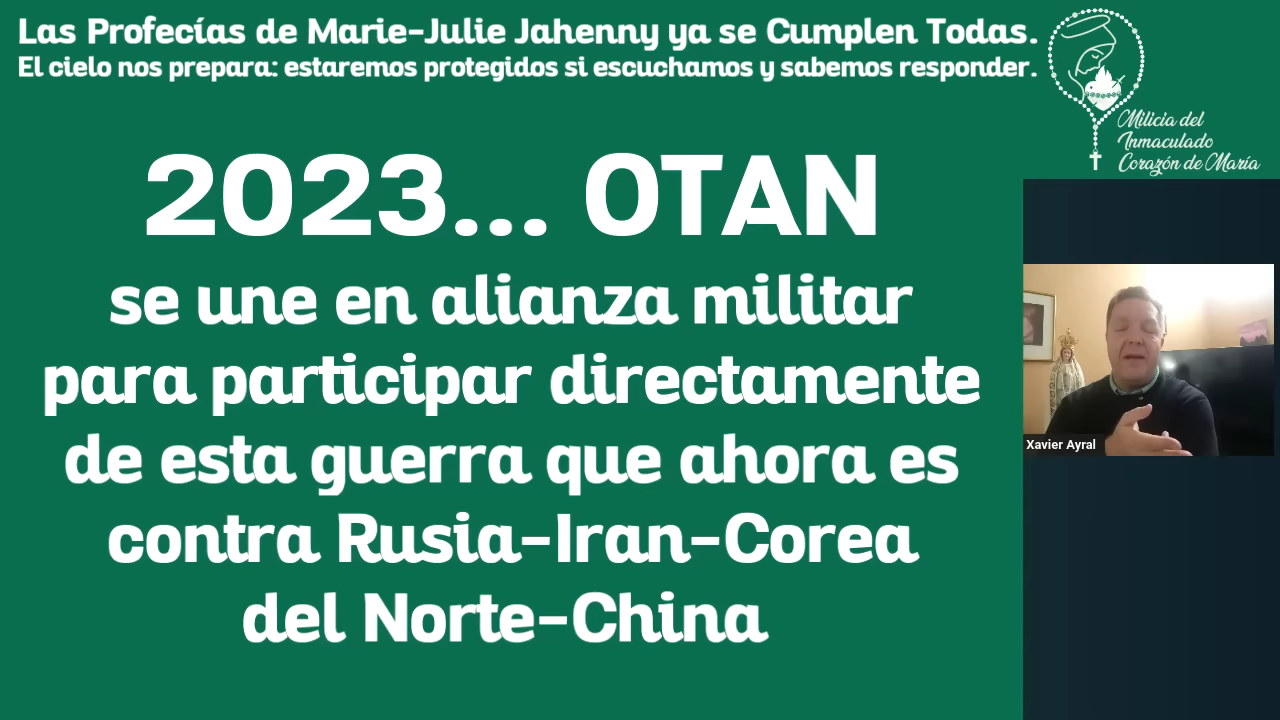 Las Profecías de Marie-Julie Jahenny ya se Cumplen Todas.
El cielo nos prepara: estaremos protegidos si escuchamos y sabemos responder.
Milicia del
Inmaculado
Corazón de María
2023... OTAN
se une en alianza militar
para participar directamente
de esta guerra que ahora es
contra Rusia-Iran-Corea
del Norte-China
Xavier Ayral